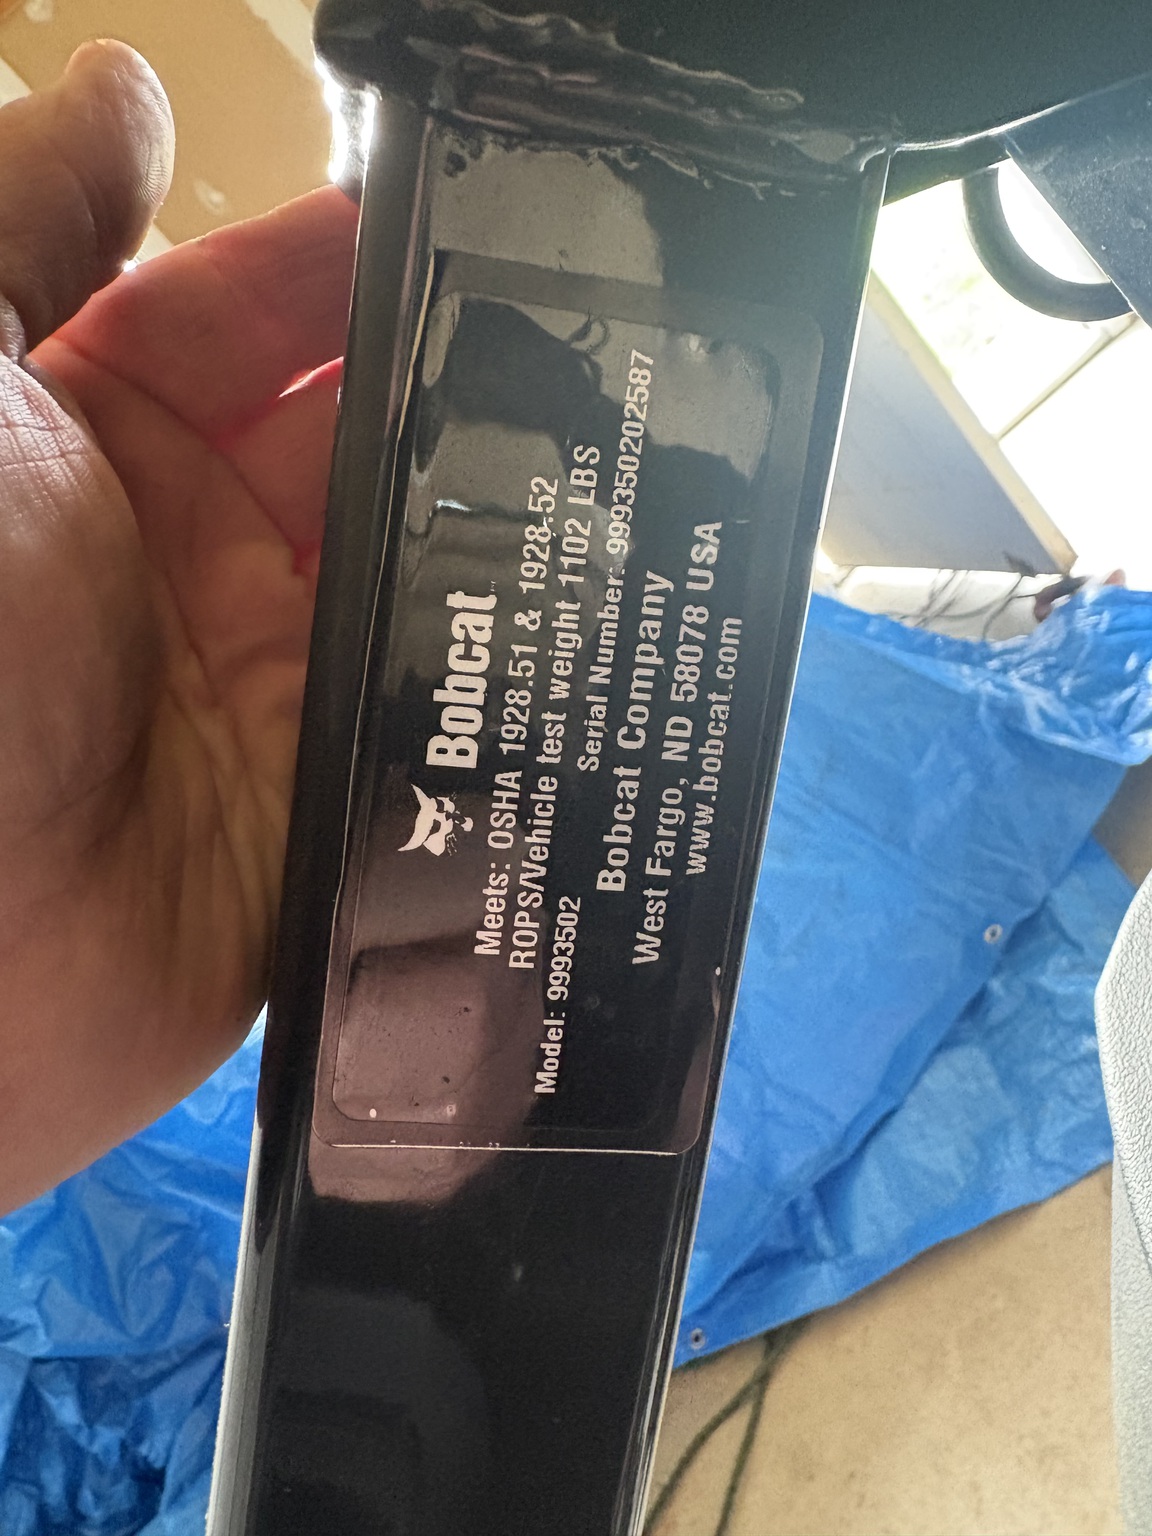 Bobcat
Meets: OSHA 1928.51 & 1928.52
ROPS/Vehicle test weight 1102 LBS
Model: 9993502 Serial Number: 999350202587
Bobcat Company
West Fargo, ND 58078 USA
www.bobcat.com